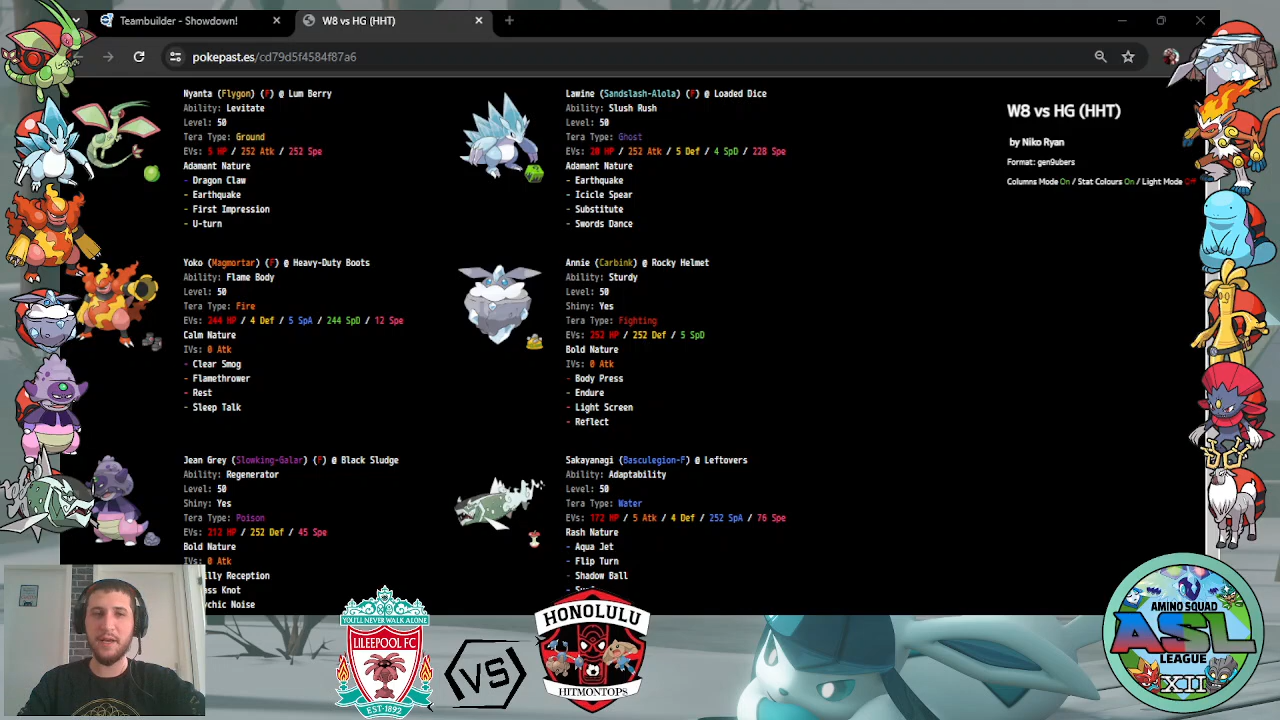 Teambuilder - Showdown!
W8 vs HG (HHT)
pokepast.es/cd79d5f4584f87a6
Nyanta (Flygon) (F) @ Lum Berry
Ability: Levitate
Level: 50
Tera Type: Ground
EVs: 5 HP / 252 Atk / 252 Spe
Adamant Nature
- Dragon Claw
- Earthquake
- First Impression
- U-turn
Lawine (Sandslash-Alola) (F) @ Loaded Dice
Ability: Slush Rush
Level: 50
Tera Type: Ghost
EVs: 20 HP / 252 Atk / 5 Def / 4 SpD / 228 Spe
Adamant Nature
- Earthquake
- Icicle Spear
- Substitute
- Swords Dance
W8 vs HG (HHT)
by Niko Ryan
Format: gen9ubers
Columns Mode On / Stat Colours On / Light Mode Off
Yoko (Magmortar) (F) @ Heavy-Duty Boots
Ability: Flame Body
Level: 50
Tera Type: Fire
EVs: 244 HP / 4 Def / 5 SpA / 244 SpD / 12 Spe
Calm Nature
IVs: 0 Atk
- Clear Smog
- Flamethrower
- Rest
- Sleep Talk
Annie (Carbink) @ Rocky Helmet
Ability: Sturdy
Level: 50
Shiny: Yes
Tera Type: Fighting
EVs: 252 HP / 252 Def / 5 SpD
Bold Nature
IVs: 0 Atk
- Body Press
- Endure
- Light Screen
- Reflect
Jean Grey (Slowking-Galar) (F) @ Black Sludge
Ability: Regenerator
Level: 50
Shiny: Yes
Tera Type: Poison
EVs: 212 HP / 252 Def / 45 Spe
Bold Nature
IVs: 0 Atk
illy Reception
ss Knot
ychic Noise
Sakayanagi (Basculegion-F) @ Leftovers
Ability: Adaptability
Level: 50
Tera Type: Water
EVs: 172 HP / 5 Atk / 4 Def / 252 SpA / 76 Spe
Rash Nature
- Aqua Jet
- Flip Turn
- Shadow Ball
YOU'LL NEVER WALK ALONE
LILEEPOOL FC
EST·1892
VS
HONOLULU
HITMONTOPS
AMINO SQUAD
ASL
LEAGUE
XII